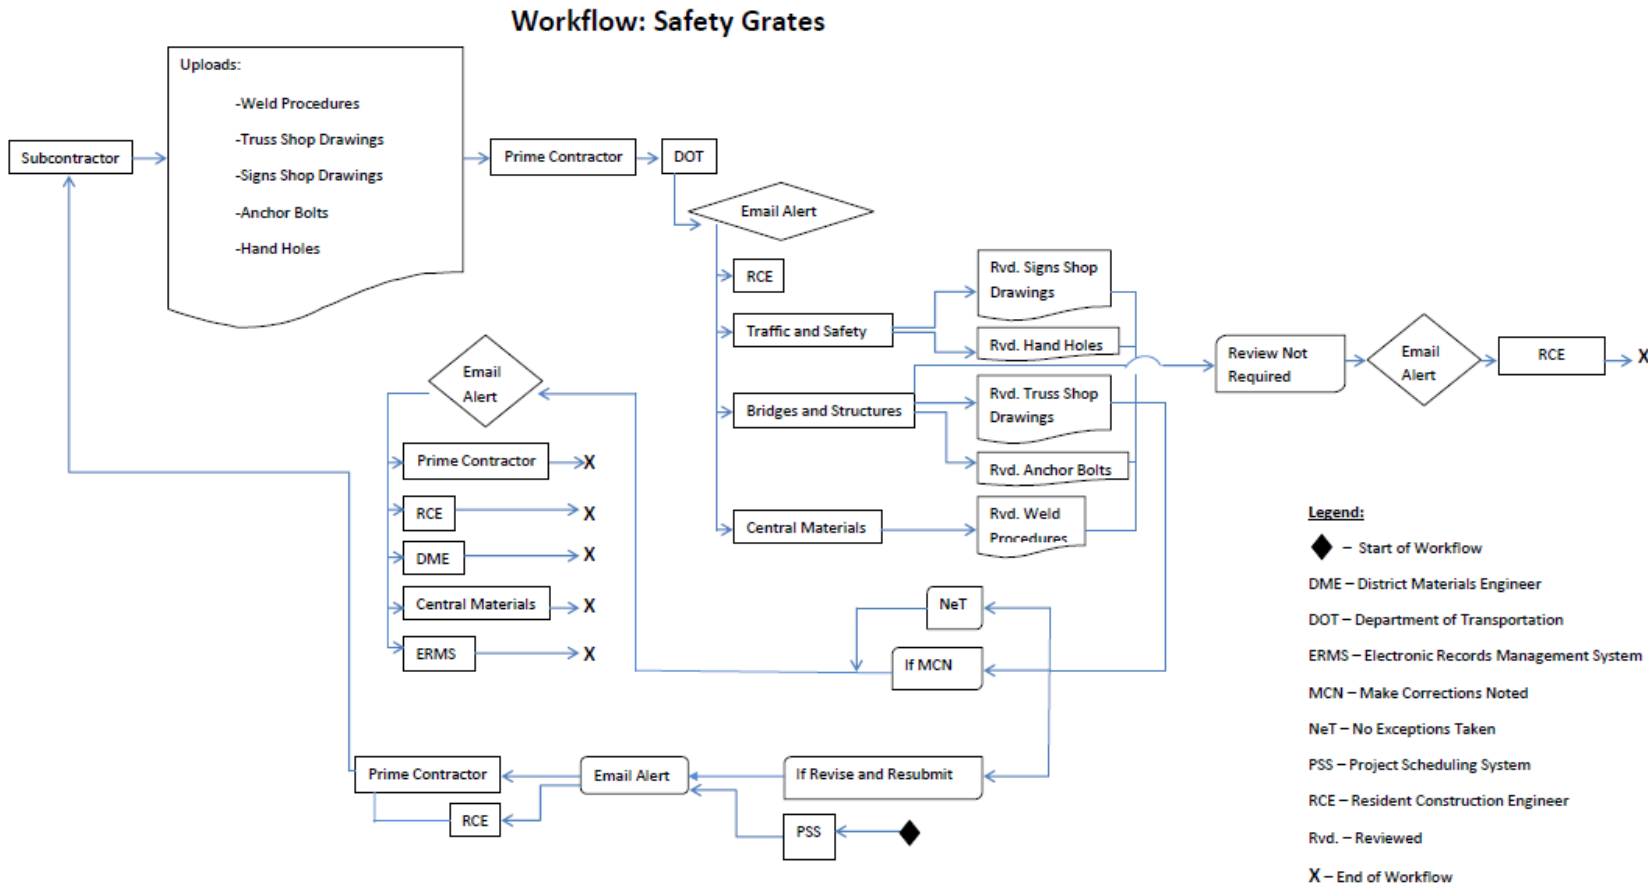 Workflow: Safety Grates
Uploads:
-Weld Procedures
-Truss Shop Drawings
-Signs Shop Drawings
-Anchor Bolts
-Hand Holes
Subcontractor
Prime Contractor
DOT
Email Alert
RCE
Traffic and Safety
Bridges and Structures
Central Materials
Rvd. Signs Shop
Drawings
Rvd. Hand Holes
Rvd. Truss Shop
Drawings
Rvd. Anchor Bolts
Rvd. Weld
Procedures
Review Not
Required
Email
Alert
RCE
X
Email
Alert
Prime Contractor
X
RCE
X
DME
X
Central Materials
X
ERMS
X
NeT
If MCN
If Revise and Resubmit
Email Alert
Prime Contractor
RCE
PSS
Legend:
– Start of Workflow
DME – District Materials Engineer
DOT – Department of Transportation
ERMS – Electronic Records Management System
MCN – Make Corrections Noted
NeT – No Exceptions Taken
PSS – Project Scheduling System
RCE – Resident Construction Engineer
Rvd. – Reviewed
X – End of Workflow